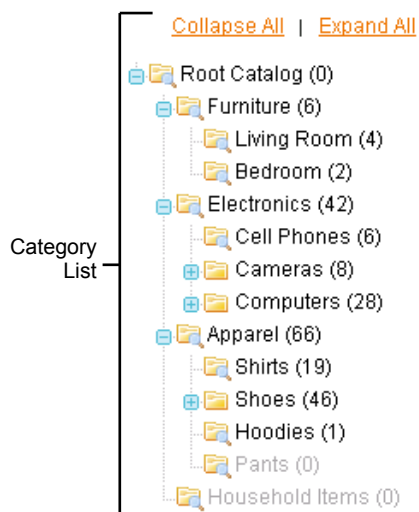 Collapse All | Expand All
Root Catalog (0)
Furniture (6)
Living Room (4)
Bedroom (2)
Electronics (42)
Cell Phones (6)
Category
List
Cameras (8)
Computers (28)
Apparel (66)
Shirts (19)
Shoes (46)
Hoodies (1)
Pants (0)
Household Items (0)